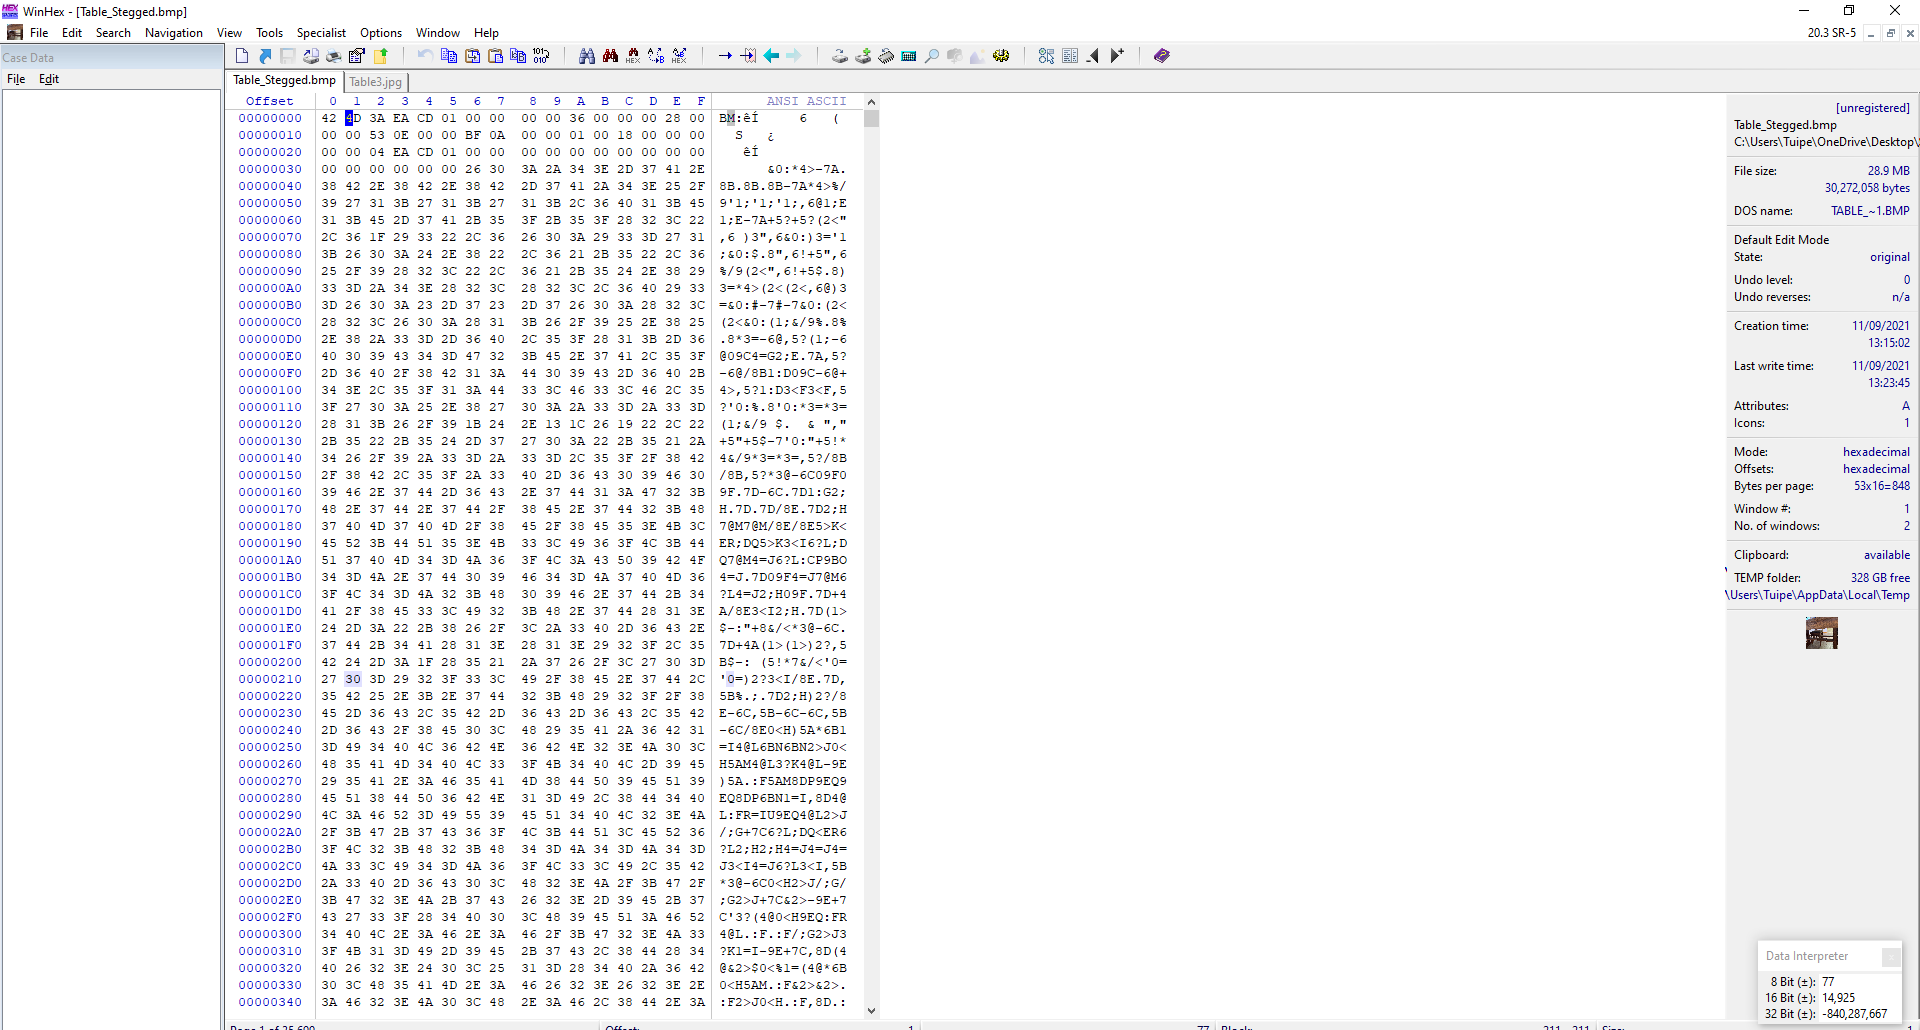 WinHex - [Table_Stegged.bmp]
File Edit Search Navigation View Tools Specialist Options Window Help
20.3 SR-5
Case Data
File Edit
Table_Stegged.bmp Table3.jpg
Offset 0 1 2 3 4 5 6 7 8 9 A B C D E F ANSI ASCII
00000000 42 4D 3A EA CD 01 00 00 00 00 36 00 00 00 28 00 BM:êÍ 6 (
00000010 00 00 53 0E 00 00 BF 0A 00 00 01 00 18 00 00 00 S ¿
00000020 00 00 04 EA CD 01 00 00 00 00 00 00 00 00 00 00 êÍ
00000030 00 00 00 00 00 00 26 30 3A 2A 34 3E 2D 37 41 2E &0:*4>-7A.
00000040 38 42 2E 38 42 2E 38 42 2D 37 41 2A 34 3E 25 2F 8B.8B.8B-7A*4>%/
00000050 39 27 31 3B 27 31 3B 27 31 3B 2C 36 40 31 3B 45 9'1;'1;'1;,6@1;E
00000060 31 3B 45 2D 37 41 2B 35 3F 2B 35 3F 28 32 3C 22 1;E-7A+5?+5?(2<"
00000070 2C 36 1F 29 33 22 2C 36 26 30 3A 29 33 3D 27 31 ,6 )3",6&0:)3='1
00000080 3B 26 30 3A 24 2E 38 22 2C 36 21 2B 35 22 2C 36 ;&0:$.8",6!+5",6
00000090 25 2F 39 28 32 3C 22 2C 36 21 2B 35 24 2E 38 29 %/9(2<",6!+5$.8)
000000A0 33 3D 2A 34 3E 28 32 3C 28 32 3C 2C 36 40 29 33 3=*4>(2<(2<,6@)3
000000B0 3D 26 30 3A 23 2D 37 23 2D 37 26 30 3A 28 32 3C =&0:#-7#-7&0:(2<
000000C0 28 32 3C 26 30 3A 28 31 3B 26 2F 39 25 2E 38 25 (2<&0:(1;&/9%.8%
000000D0 2E 38 2A 33 3D 2D 36 40 2C 35 3F 28 31 3B 2D 36 .8*3=-6@,5?(1;-6
000000E0 40 30 39 43 34 3D 47 32 3B 45 2E 37 41 2C 35 3F @09C4=G2;E.7A,5?
000000F0 2D 36 40 2F 38 42 31 3A 44 30 39 43 2D 36 40 2B -6@/8B1:D09C-6@+
00000100 34 3E 2C 35 3F 31 3A 44 33 3C 46 33 3C 46 2C 35 4>,5?1:D3<F3<F,5
00000110 3F 27 30 3A 25 2E 38 27 30 3A 2A 33 3D 2A 33 3D ?'0:%.8'0:*3=*3=
00000120 28 31 3B 26 2F 39 1B 24 2E 13 1C 26 19 22 2C 22 (1;&/9 $. & ","
00000130 2B 35 22 2B 35 24 2D 37 27 30 3A 22 2B 35 21 2A +5"+5$-7'0:"+5!*
00000140 34 26 2F 39 2A 33 3D 2A 33 3D 2C 35 3F 2F 38 42 4&/9*3=*3=,5?/8B
00000150 2F 38 42 2C 35 3F 2A 33 40 2D 36 43 30 39 46 30 /8B,5?*3@-6C09F0
00000160 39 46 2E 37 44 2D 36 43 2E 37 44 31 3A 47 32 3B 9F.7D-6C.7D1:G2;
00000170 48 2E 37 44 2E 37 44 2F 38 45 2E 37 44 32 3B 48 H.7D.7D/8E.7D2;H
00000180 37 40 4D 37 40 4D 2F 38 45 2F 38 45 35 3E 4B 3C 7@M7@M/8E/8E5>K<
00000190 45 52 3B 44 51 35 3E 4B 33 3C 49 36 3F 4C 3B 44 ER;DQ5>K3<I6?L;D
000001A0 51 37 40 4D 34 3D 4A 36 3F 4C 3A 43 50 39 42 4F Q7@M4=J6?L:CP9BO
000001B0 34 3D 4A 2E 37 44 30 39 46 34 3D 4A 37 40 4D 36 4=J.7D09F4=J7@M6
000001C0 3F 4C 34 3D 4A 32 3B 48 30 39 46 2E 37 44 2B 34 ?L4=J2;H09F.7D+4
000001D0 41 2F 38 45 33 3C 49 32 3B 48 2E 37 44 28 31 3E A/8E3<I2;H.7D(1>
000001E0 24 2D 3A 22 2B 38 26 2F 3C 2A 33 40 2D 36 43 2E $-:"+8&/<*3@-6C.
000001F0 37 44 2B 34 41 28 31 3E 28 31 3E 29 32 3F 2C 35 7D+4A(1>(1>)2?,5
00000200 42 24 2D 3A 1F 28 35 21 2A 37 26 2F 3C 27 30 3D B$-: (5!*7&/<'0=
00000210 27 30 3D 29 32 3F 33 3C 49 2F 38 45 2E 37 44 2C '0=)2?3<I/8E.7D,
00000220 35 42 25 2E 3B 2E 37 44 32 3B 48 29 32 3F 2F 38 5B%.;.7D2;H)2?/8
00000230 45 2D 36 43 2C 35 42 2D 36 43 2D 36 43 2C 35 42 E-6C,5B-6C-6C,5B
00000240 2D 36 43 2F 38 45 30 3C 48 29 35 41 2A 36 42 31 -6C/8E0<H)5A*6B1
00000250 3D 49 34 40 4C 36 42 4E 36 42 4E 32 3E 4A 30 3C =I4@L6BN6BN2>J0<
00000260 48 35 41 4D 34 40 4C 33 3F 4B 34 40 4C 2D 39 45 H5AM4@L3?K4@L-9E
00000270 29 35 41 2E 3A 46 35 41 4D 38 44 50 39 45 51 39 )5A.:F5AM8DP9EQ9
00000280 45 51 38 44 50 36 42 4E 31 3D 49 2C 38 44 34 40 EQ8DP6BN1=I,8D4@
00000290 4C 3A 46 52 3D 49 55 39 45 51 34 40 4C 32 3E 4A L:FR=IU9EQ4@L2>J
000002A0 2F 3B 47 2B 37 43 36 3F 4C 3B 44 51 3C 45 52 36 /;G+7C6?L;DQ<ER6
000002B0 3F 4C 32 3B 48 32 3B 48 34 3D 4A 34 3D 4A 34 3D ?L2;H2;H4=J4=J4=
000002C0 4A 33 3C 49 34 3D 4A 36 3F 4C 33 3C 49 2C 35 42 J3<I4=J6?L3<I,5B
000002D0 2A 33 40 2D 36 43 30 3C 48 32 3E 4A 2F 3B 47 2F *3@-6C0<H2>J/;G/
000002E0 3B 47 32 3E 4A 2B 37 43 26 32 3E 2D 39 45 2B 37 ;G2>J+7C&2>-9E+7
000002F0 43 27 33 3F 28 34 40 30 3C 48 39 45 51 3A 46 52 C'3?(4@0<H9EQ:FR
00000300 34 40 4C 2E 3A 46 2E 3A 46 2F 3B 47 32 3E 4A 33 4@L.:F.:F/;G2>J3
00000310 3F 4B 31 3D 49 2D 39 45 2B 37 43 2C 38 44 28 34 ?K1=I-9E+7C,8D(4
00000320 40 26 32 3E 24 30 3C 25 31 3D 28 34 40 2A 36 42 @&2>$0<%1=(4@*6B
00000330 30 3C 48 35 41 4D 2E 3A 46 26 32 3E 26 32 3E 2E 0<H5AM.:F&2>&2>.
00000340 3A 46 32 3E 4A 30 3C 48 2E 3A 46 2C 38 44 2E 3A :F2>J0<H.:F,8D.:
[unregistered]
Table_Stegged.bmp
C:\Users\Tuipe\OneDrive\Desktop\
File size: 28.9 MB
30,272,058 bytes
DOS name: TABLE_~1.BMP
Default Edit Mode
State: original
Undo level: 0
Undo reverses: n/a
Creation time: 11/09/2021
13:15:02
Last write time: 11/09/2021
13:23:45
Attributes: A
Icons: 1
Mode: hexadecimal
Offsets: hexadecimal
Bytes per page: 53x16=848
Window #: 1
No. of windows: 2
Clipboard: available
TEMP folder: 328 GB free
\Users\Tuipe\AppData\Local\Temp
Data Interpreter
8 Bit (±): 77
16 Bit (±): 14,925
32 Bit (±): -840,287,667